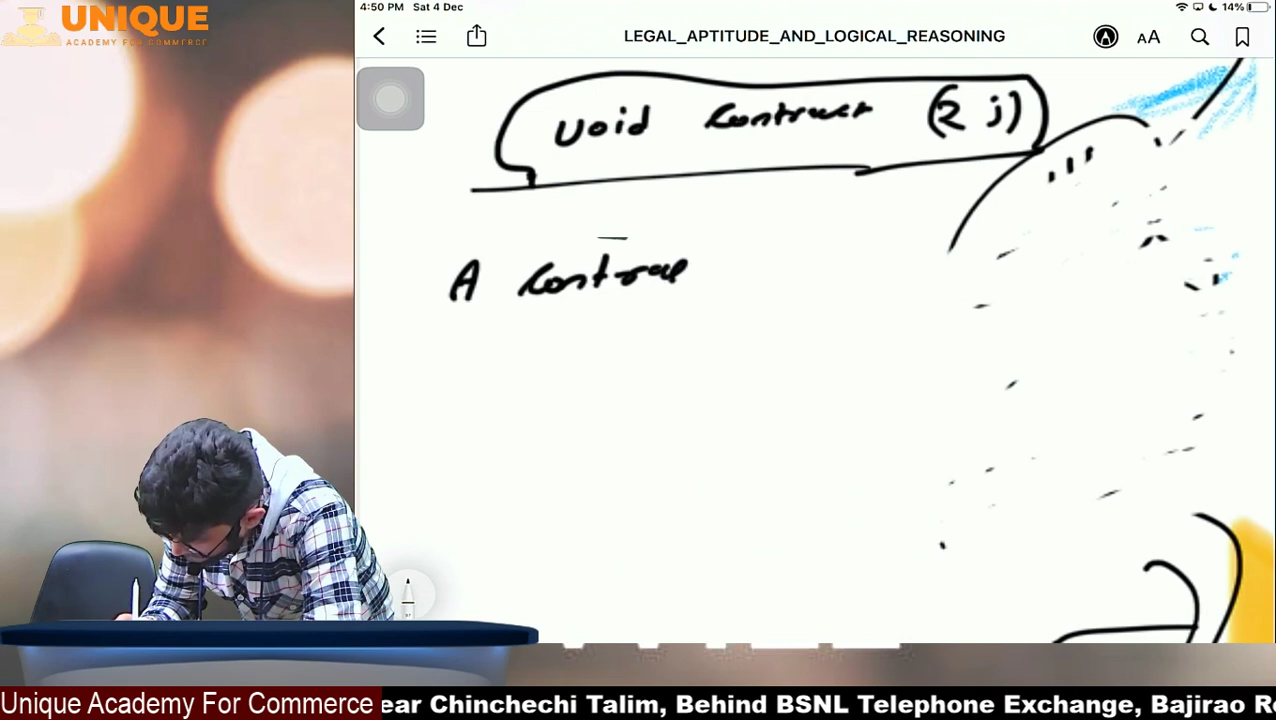 UNIQUE
ACADEMY FOR COMMERCE
4:50 PM Sat 4 Dec
14%
LEGAL_APTITUDE_AND_LOGICAL_REASONING
AA
void contract (2 j)
A contrac
Unique Academy For Commerce
ear Chinchechi Talim, Behind BSNL Telephone Exchange, Bajirao R